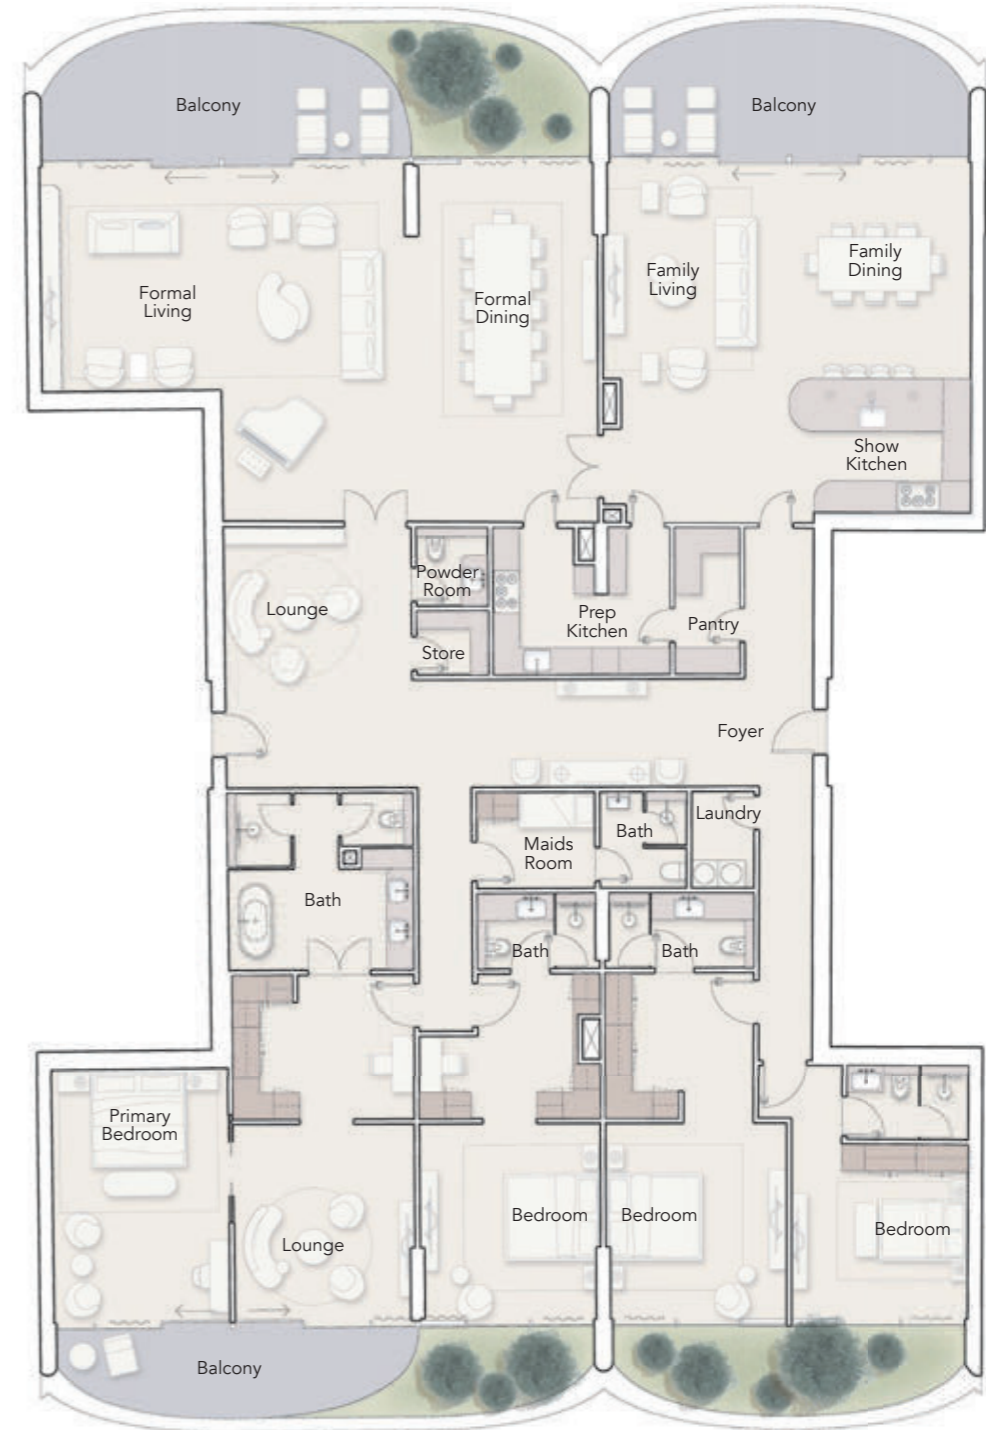 Balcony
Balcony
Formal
Living
Formal
Dining
Family
Living
Family
Dining
Show
Kitchen
Lounge
Powder
Room
Store
Prep
Kitchen
Pantry
Foyer
Maids
Room
Bath
Laundry
Bath
Bath
Bath
Primary
Bedroom
Lounge
Bedroom
Bedroom
Bedroom
Balcony